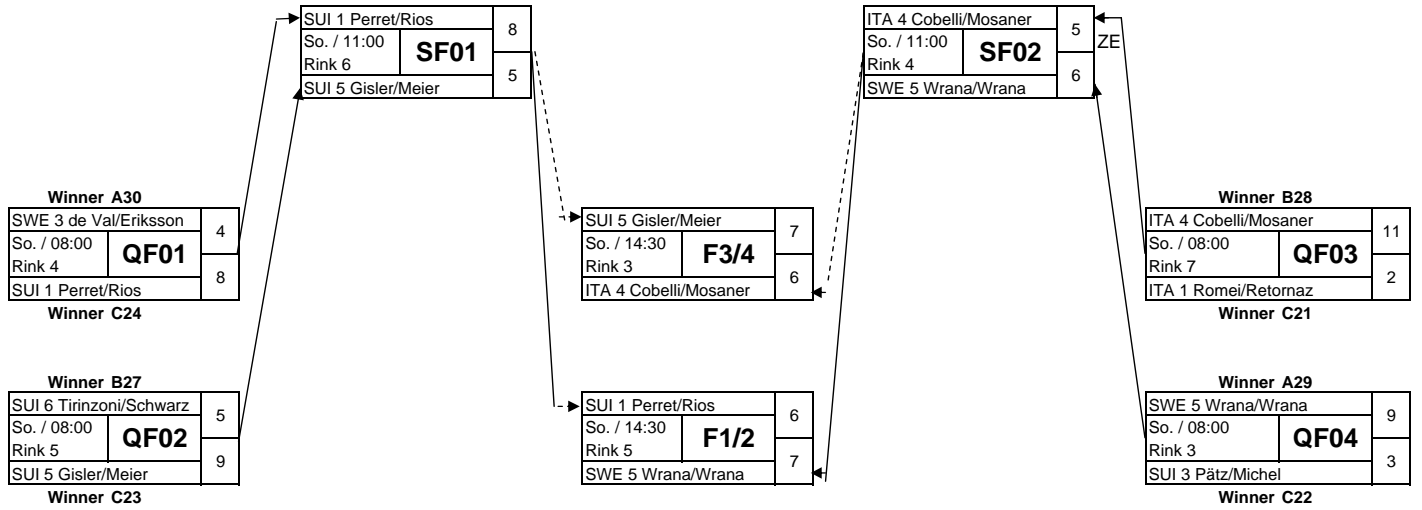 SUI 1 Perret/Rios
8
So. / 11:00
SF01
Rink 6
5
SUI 5 Gisler/Meier
ITA 4 Cobelli/Mosaner
5
ZE
So. / 11:00
SF02
Rink 4
6
SWE 5 Wrana/Wrana
Winner A30
SWE 3 de Val/Eriksson
4
So. / 08:00
QF01
Rink 4
8
SUI 1 Perret/Rios
Winner C24
SUI 5 Gisler/Meier
7
So. / 14:30
F3/4
Rink 3
6
ITA 4 Cobelli/Mosaner
Winner B28
ITA 4 Cobelli/Mosaner
11
So. / 08:00
QF03
Rink 7
2
ITA 1 Romei/Retornaz
Winner C21
Winner B27
SUI 6 Tirinzoni/Schwarz
5
So. / 08:00
QF02
Rink 5
9
SUI 5 Gisler/Meier
Winner C23
SUI 1 Perret/Rios
6
So. / 14:30
F1/2
Rink 5
7
SWE 5 Wrana/Wrana
Winner A29
SWE 5 Wrana/Wrana
9
So. / 08:00
QF04
Rink 3
3
SUI 3 Pätz/Michel
Winner C22